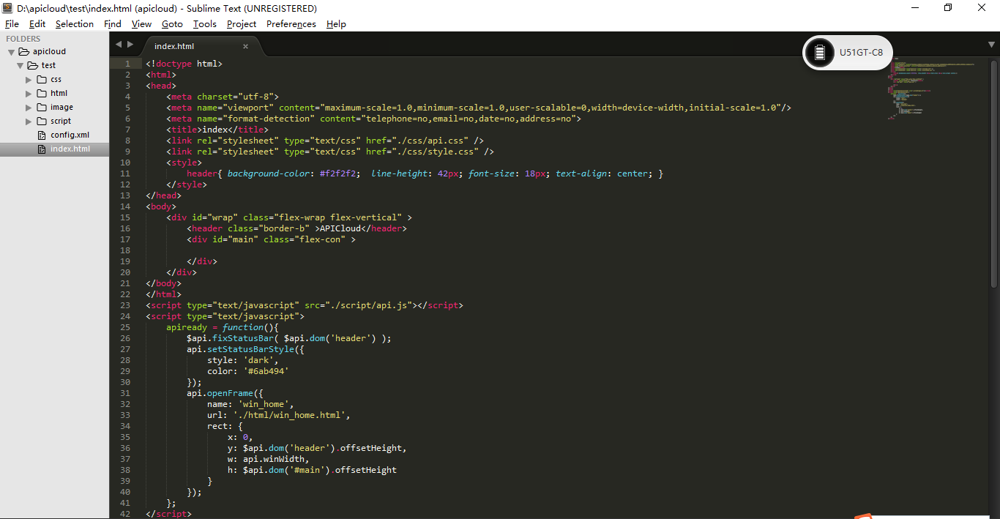 D:\apicloud\test\index.html (apicloud) - Sublime Text (UNREGISTERED)
File Edit Selection Find View Goto Tools Project Preferences Help
FOLDERS
apicloud
test
css
html
image
script
config.xml
index.html
index.html ×
U51GT-C8
1 <!doctype html>
2 <html>
3 <head>
4     <meta charset="utf-8">
5     <meta name="viewport" content="maximum-scale=1.0,minimum-scale=1.0,user-scalable=0,width=device-width,initial-scale=1.0"/>
6     <meta name="format-detection" content="telephone=no,email=no,date=no,address=no">
7     <title>index</title>
8     <link rel="stylesheet" type="text/css" href="./css/api.css" />
9     <link rel="stylesheet" type="text/css" href="./css/style.css" />
10     <style>
11         header{ background-color: #f2f2f2;  line-height: 42px; font-size: 18px; text-align: center; }
12     </style>
13 </head>
14 <body>
15     <div id="wrap" class="flex-wrap flex-vertical" >
16         <header class="border-b" >APICloud</header>
17         <div id="main" class="flex-con" >
18
19         </div>
20     </div>
21 </body>
22 </html>
23 <script type="text/javascript" src="./script/api.js"></script>
24 <script type="text/javascript">
25     apiready = function(){
26         $api.fixStatusBar( $api.dom('header') );
27         api.setStatusBarStyle({
28             style: 'dark',
29             color: '#6ab494'
30         });
31         api.openFrame({
32             name: 'win_home',
33             url: './html/win_home.html',
34             rect: {
35                 x: 0,
36                 y: $api.dom('header').offsetHeight,
37                 w: api.winWidth,
38                 h: $api.dom('#main').offsetHeight
39             }
40         });
41     };
42 </script>